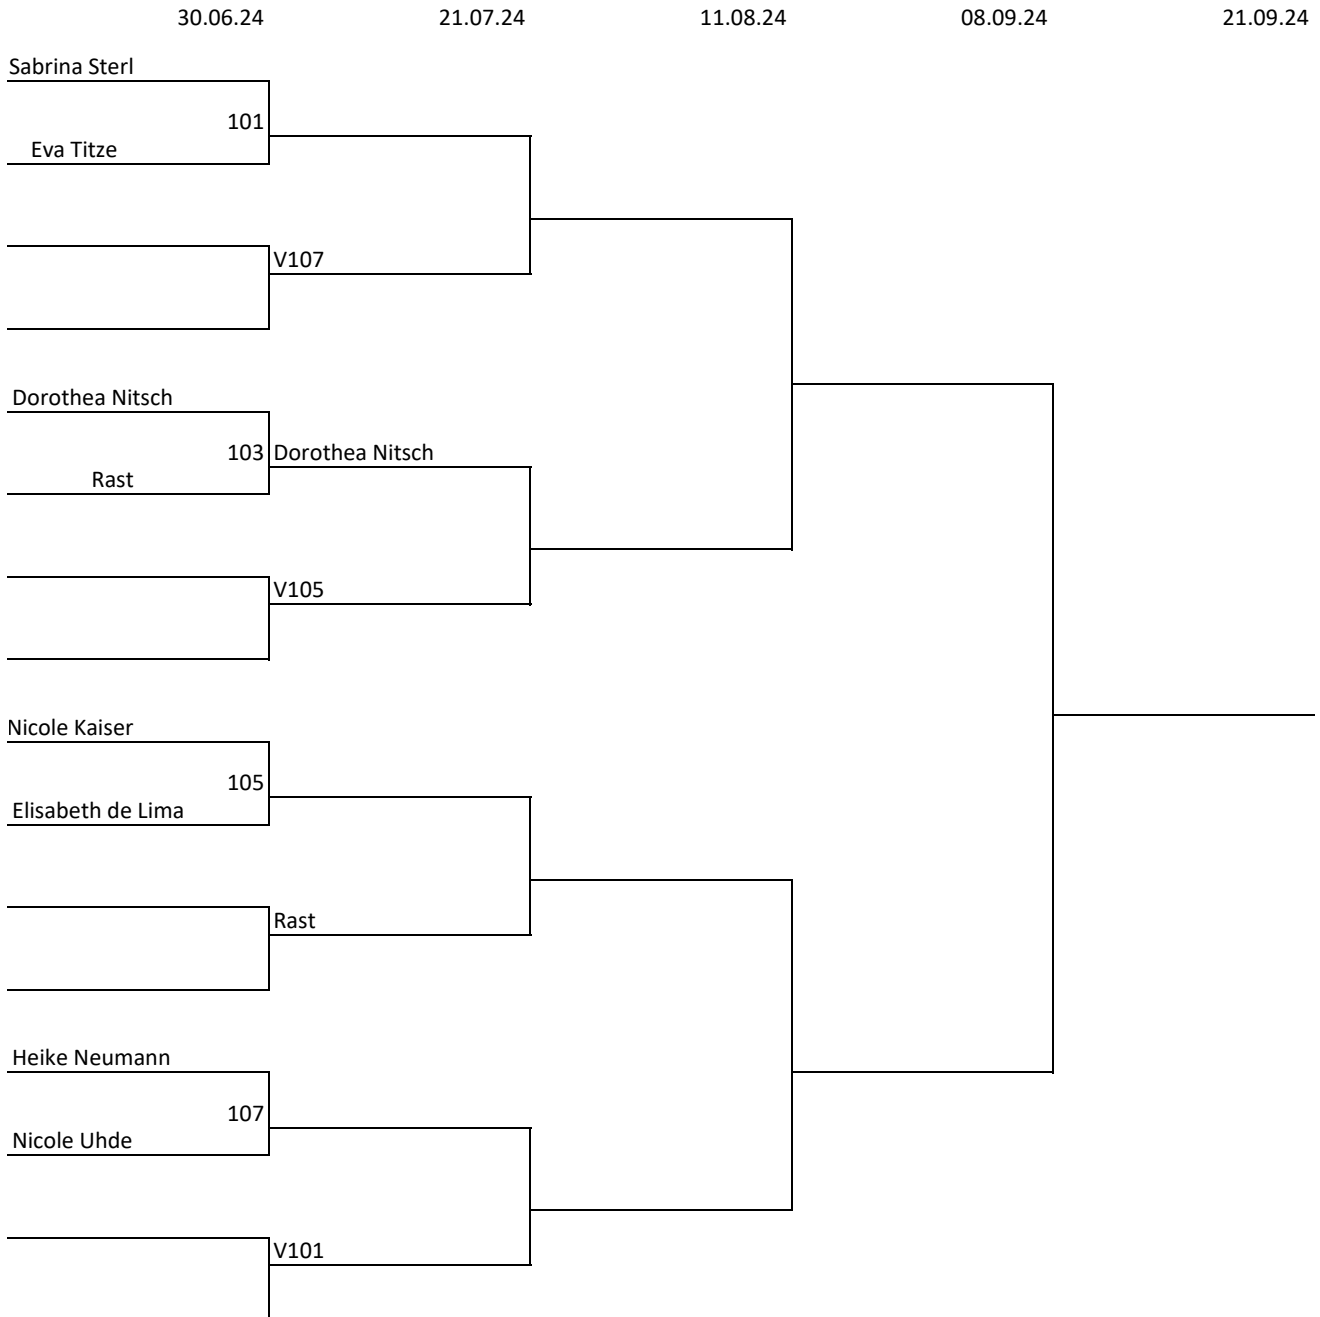 30.06.24 21.07.24 11.08.24 08.09.24 21.09.24
Sabrina Sterl
101
Eva Titze
V107
Dorothea Nitsch
103 Dorothea Nitsch
Rast
V105
Nicole Kaiser
105
Elisabeth de Lima
Rast
Heike Neumann
107
Nicole Uhde
V101